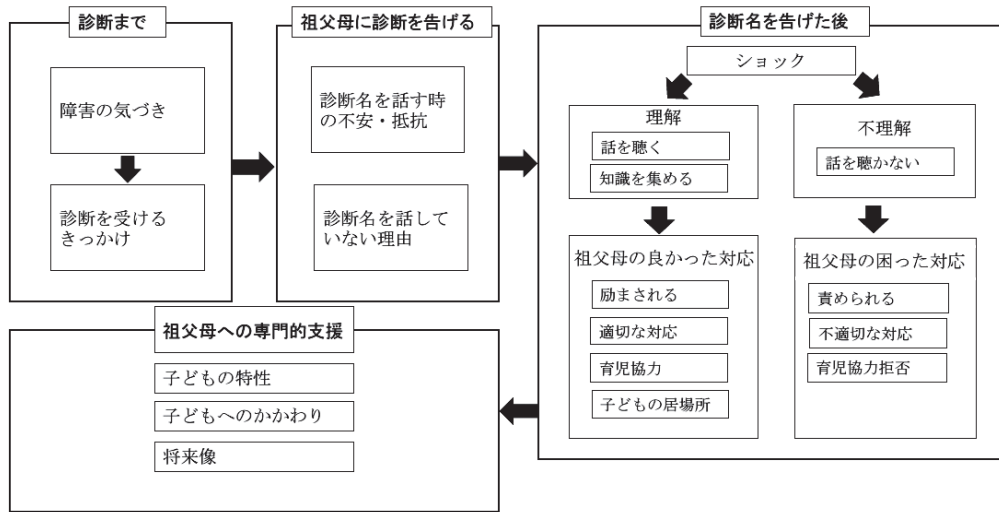 診断まで
障害の気づき
診断を受ける
きっかけ
祖父母に診断を告げる
診断名を話す時
の不安・抵抗
診断名を話して
いない理由
診断名を告げた後
ショック
理解
話を聴く
知識を集める
祖父母の良かった対応
励まされる
適切な対応
育児協力
子どもの居場所
不理解
話を聴かない
祖父母の困った対応
責められる
不適切な対応
育児協力拒否
祖父母への専門的支援
子どもの特性
子どもへのかかわり
将来像